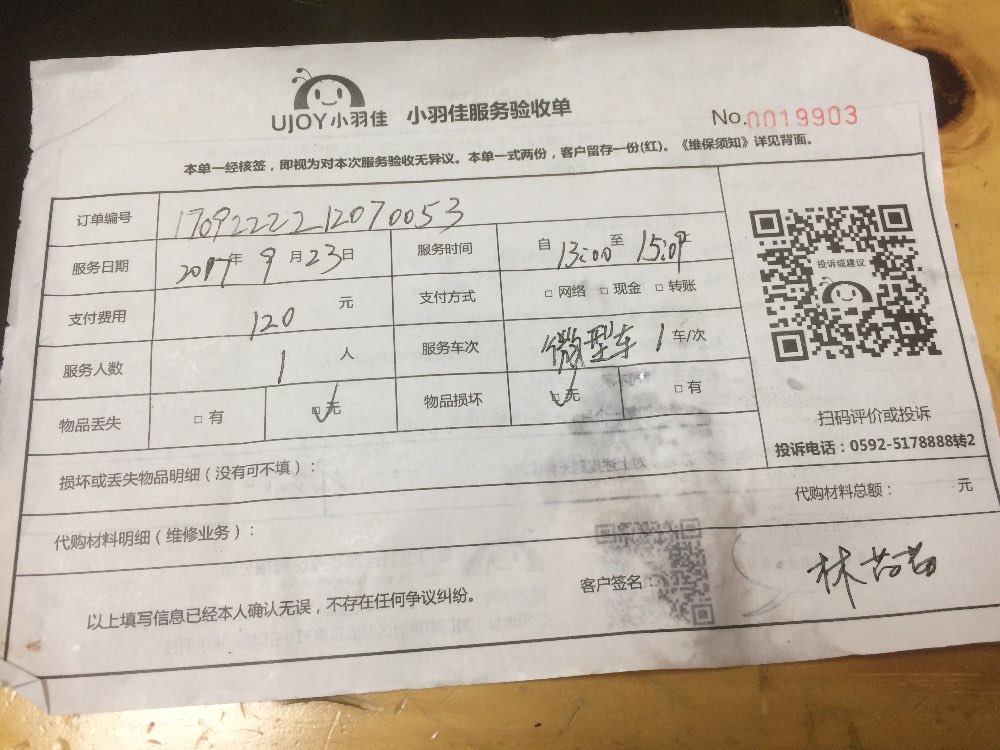 UJOY小羽佳 小羽佳服务验收单
No.0019903
本单一经核签，即视为对本次服务验收无异议。本单一式两份，客户留存一份(红)。《维保须知》详见背面。
订单编号 17092222212070053
服务日期 2017年 9 月 23日 服务时间 自 13:00 至 15:00
支付费用 120 元 支付方式 □ 网络 □ 现金 □ 转账
服务人数 1 人 服务车次 微型车 1 车/次
物品丢失 □ 有 □ 无 物品损坏 □ 无 □ 有
投诉或建议
扫码评价或投诉
投诉电话：0592-5178888转2
损坏或丢失物品明细（没有可不填）：
代购材料明细（维修业务）：
代购材料总额： 元
以上填写信息已经本人确认无误，不存在任何争议纠纷。
客户签名： 林